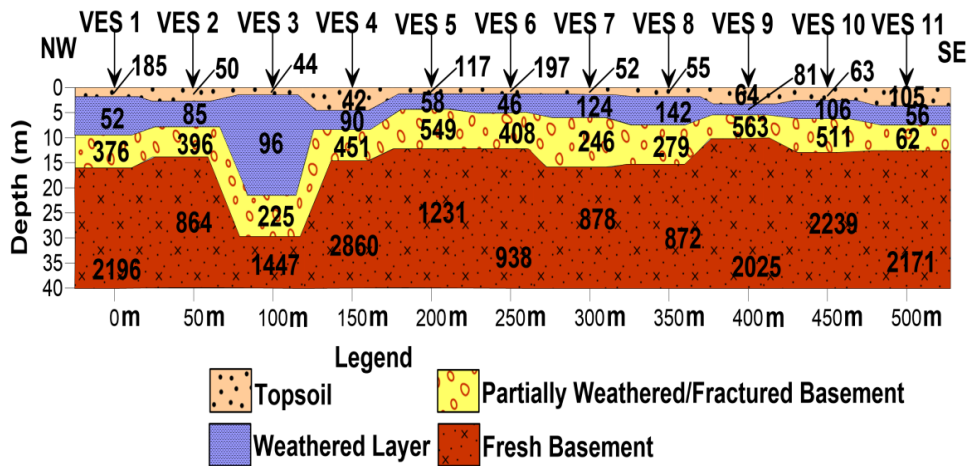 VES 1 VES 2 VES 3 VES 4 VES 5 VES 6 VES 7 VES 8 VES 9 VES 10 VES 11
NW SE
185 50 44 117 197 52 55 81 63
0 42 64 105
5 52 85 90 58 46 124 142 106 56
10 376 396 96 451 549 408 246 279 563 511 62
15
20
25 864 225 1231 878 2239
30
35 2196 1447 2860 938 872 2025 2171
40
Depth (m)
0m 50m 100m 150m 200m 250m 300m 350m 400m 450m 500m
Legend
Topsoil Partially Weathered/Fractured Basement
Weathered Layer Fresh Basement